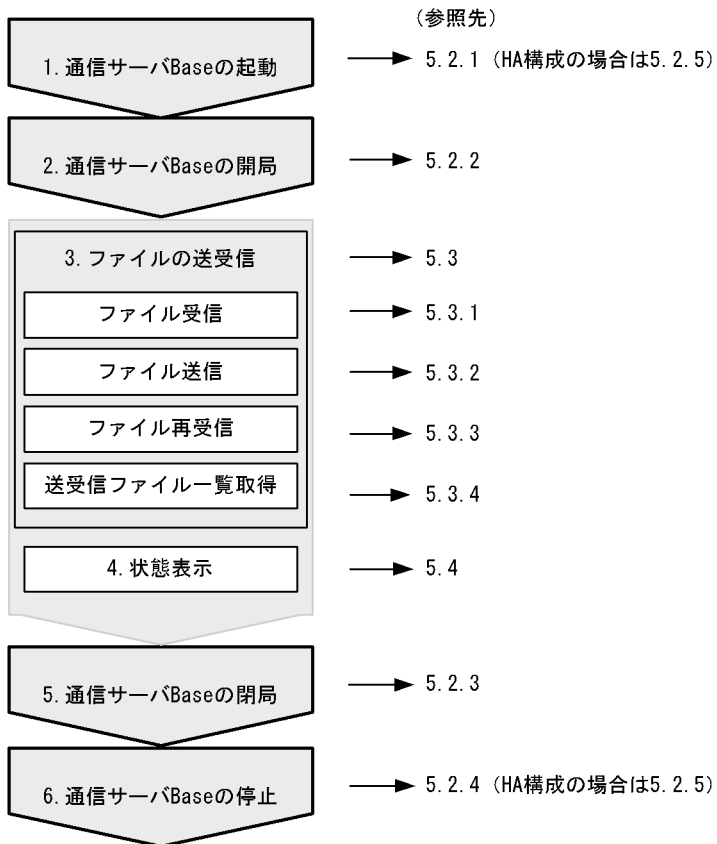 (参照先)
1. 通信サーバBaseの起動
5.2.1 (HA構成の場合は5.2.5)
2. 通信サーバBaseの開局
5.2.2
3. ファイルの送受信
5.3
ファイル受信
5.3.1
ファイル送信
5.3.2
ファイル再受信
5.3.3
送受信ファイル一覧取得
5.3.4
4. 状態表示
5.4
5. 通信サーバBaseの閉局
5.2.3
6. 通信サーバBaseの停止
5.2.4 (HA構成の場合は5.2.5)